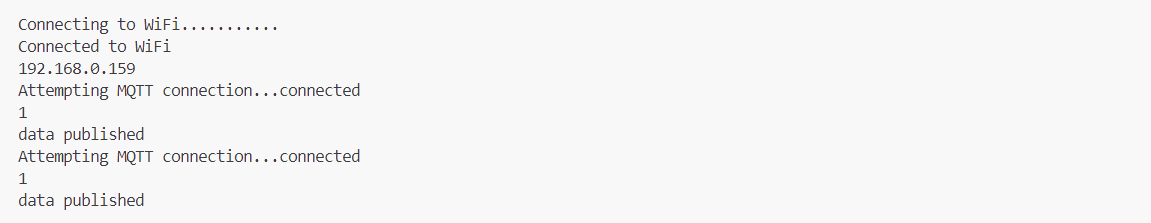 Connecting to WiFi...........
Connected to WiFi
192.168.0.159
Attempting MQTT connection...connected
1
data published
Attempting MQTT connection...connected
1
data published